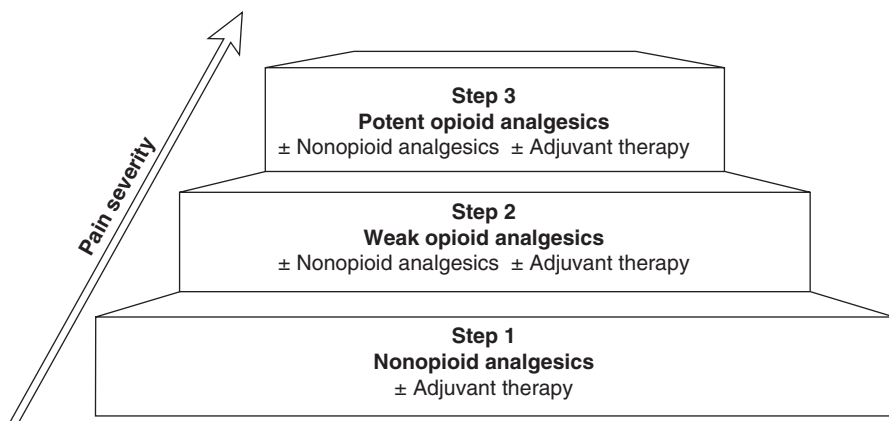 Pain severity
Step 3
Potent opioid analgesics
± Nonopioid analgesics ± Adjuvant therapy
Step 2
Weak opioid analgesics
± Nonopioid analgesics ± Adjuvant therapy
Step 1
Nonopioid analgesics
± Adjuvant therapy